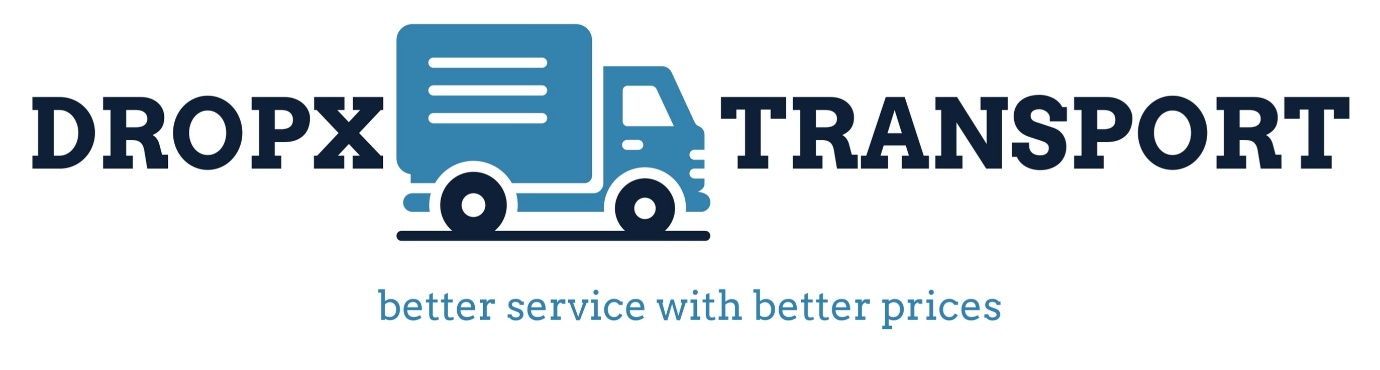 DROPX TRANSPORT
better service with better prices